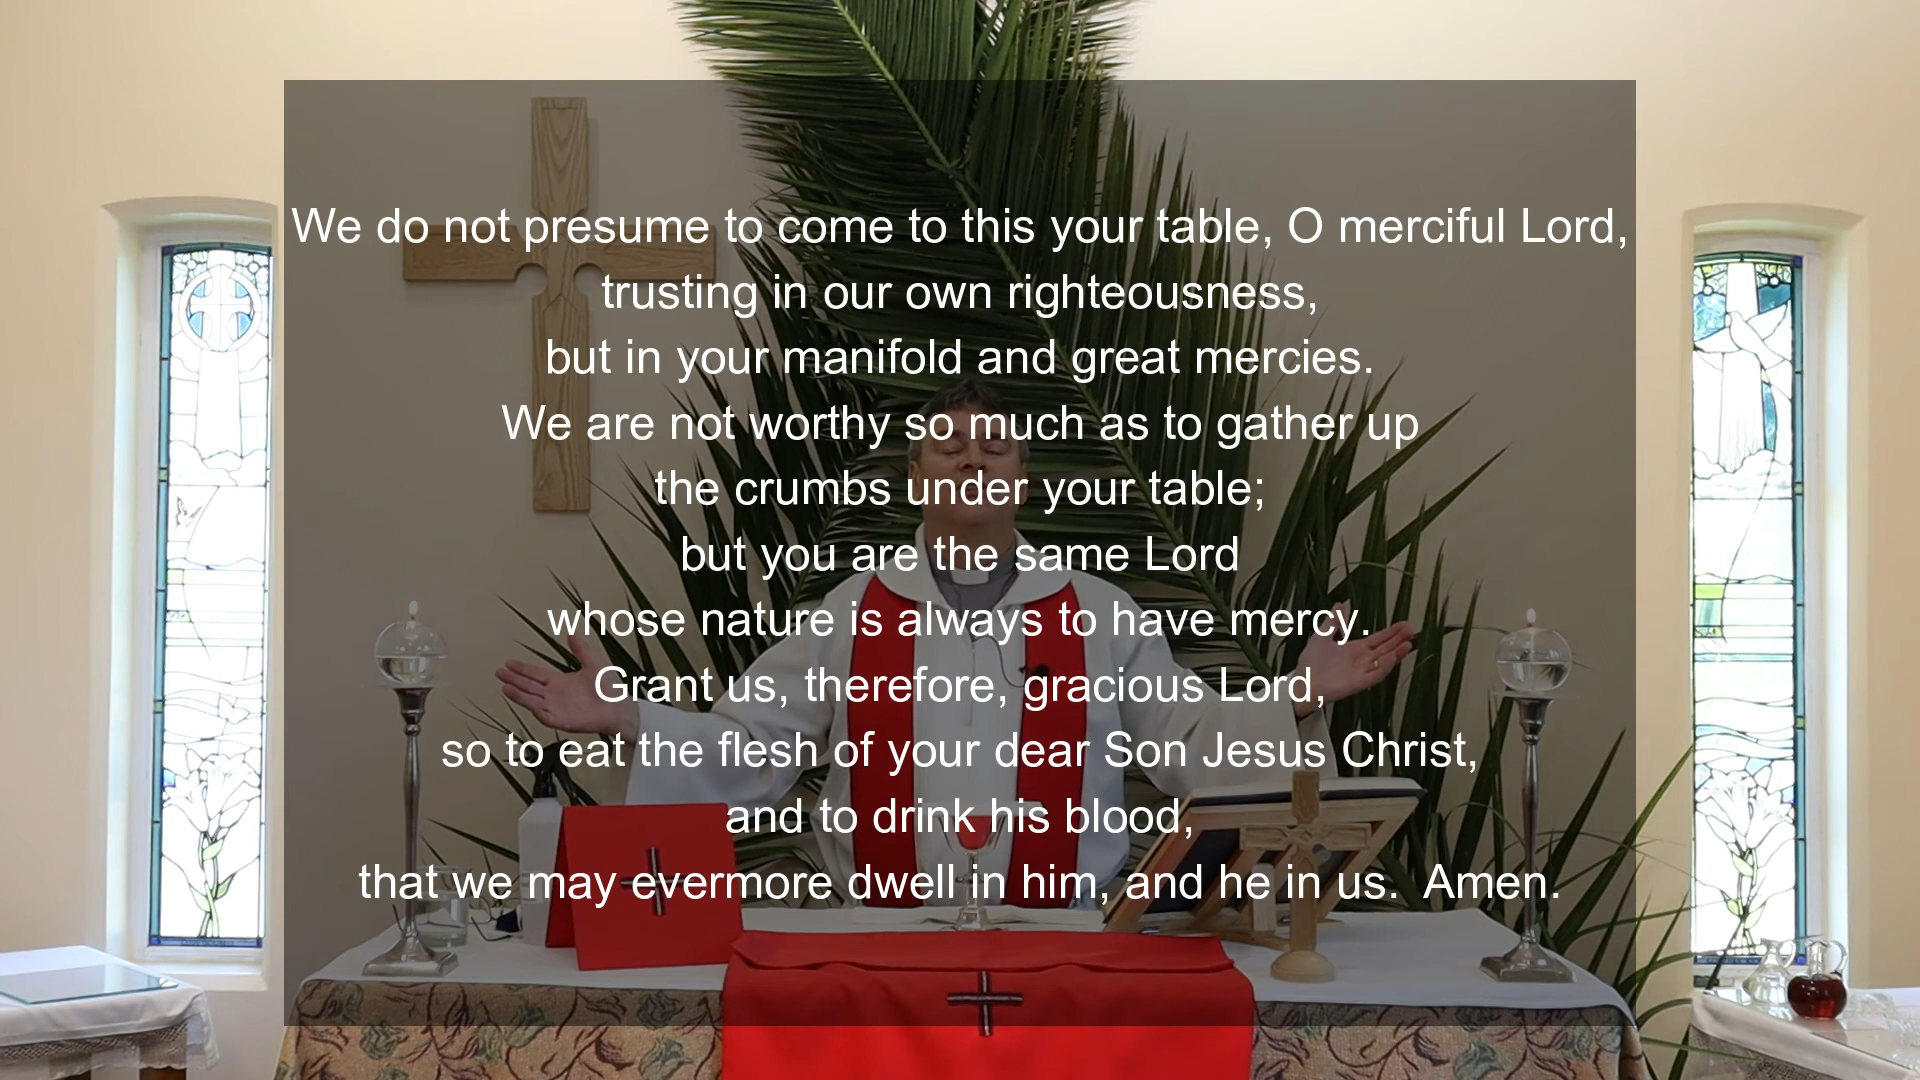 We do not presume to come to this your table, O merciful Lord,
trusting in our own righteousness,
but in your manifold and great mercies.
We are not worthy so much as to gather up
the crumbs under your table;
but you are the same Lord
whose nature is always to have mercy.
Grant us, therefore, gracious Lord,
so to eat the flesh of your dear Son Jesus Christ,
and to drink his blood,
that we may evermore dwell in him, and he in us.  Amen.